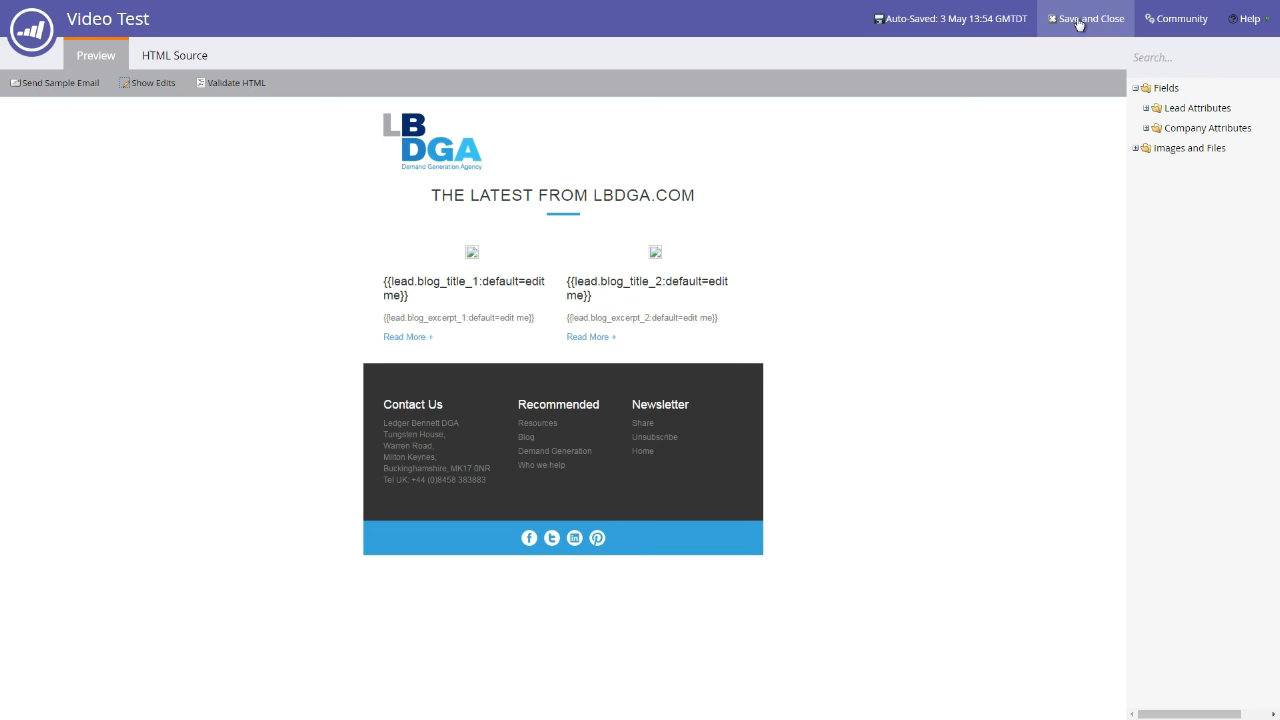 Video Test
Auto-Saved: 3 May 13:54 GMTDT
Save and Close
Community
Help
Preview
HTML Source
Search...
Send Sample Email
Show Edits
Validate HTML
Fields
Lead Attributes
Company Attributes
Images and Files
LB
DGA
Demand Generation Agency
THE LATEST FROM LBDGA.COM
{{lead.blog_title_1:default=edit
me}}
{{lead.blog_excerpt_1:default=edit me}}
Read More +
{{lead.blog_title_2:default=edit
me}}
{{lead.blog_excerpt_2:default=edit me}}
Read More +
Contact Us
Ledger Bennett DGA
Tungsten House,
Warren Road,
Milton Keynes,
Buckinghamshire, MK17 0NR
Tel UK: +44 (0)8458 383883
Recommended
Resources
Blog
Demand Generation
Who we help
Newsletter
Share
Unsubscribe
Home